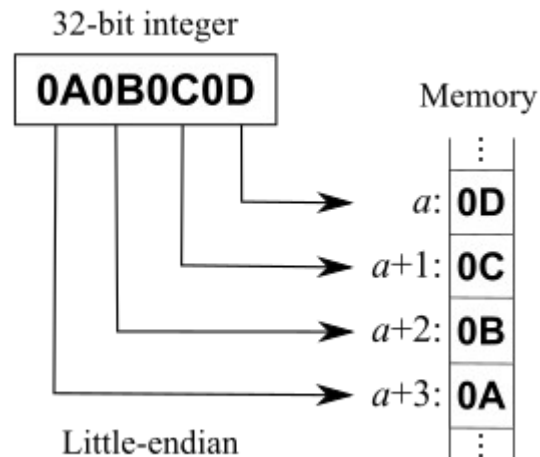 32-bit integer
0A0B0C0D
Memory
⋮
a: 0D
a+1: 0C
a+2: 0B
a+3: 0A
⋮
Little-endian